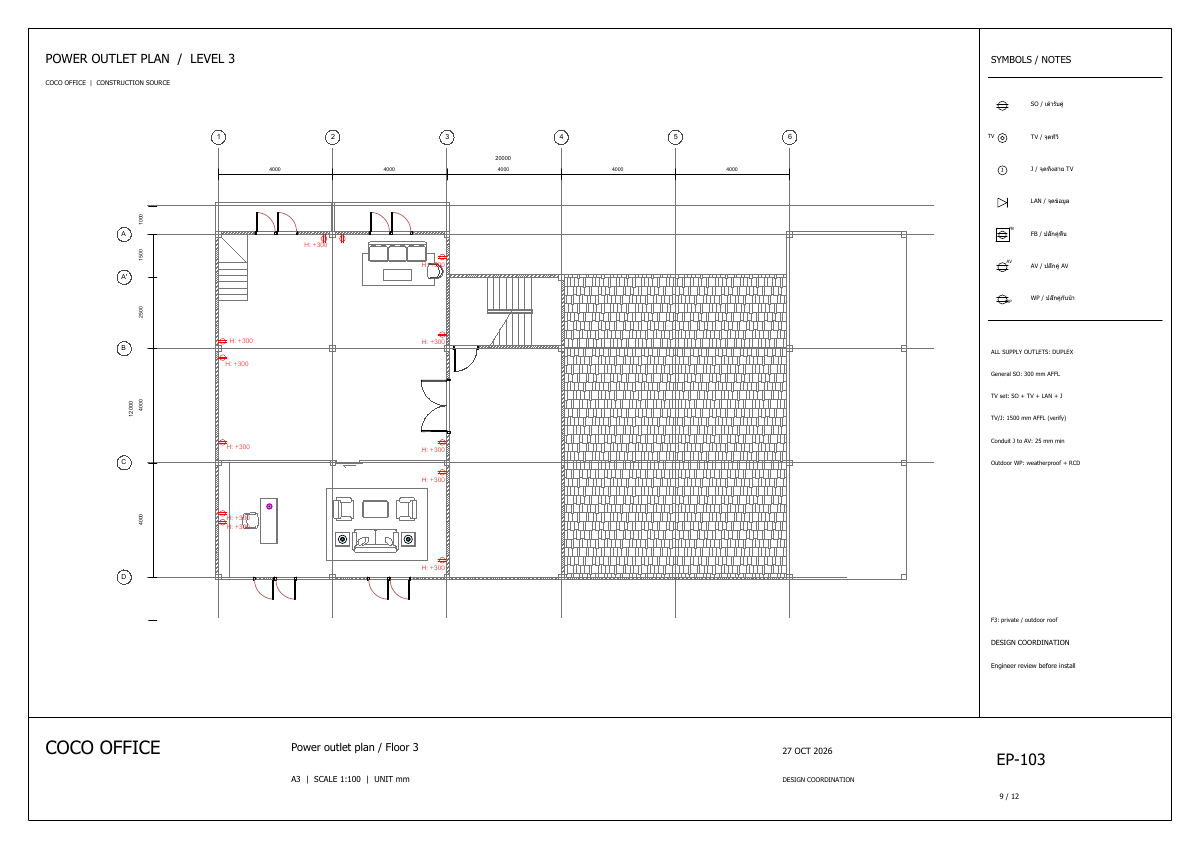 POWER OUTLET PLAN / LEVEL 3
COCO OFFICE | CONSTRUCTION SOURCE
1
2
3
4
5
6
20000
4000
4000
4000
4000
4000
A
A'
B
C
D
1000
1500
2500
4000
12000
4000
H: +300
H: +300
H: +300
H: +300
H: +300
H: +300
H: +300
H: +300
H: +300
SYMBOLS / NOTES
SO / เต้ารับคู่
TV
TV / จุดทีวี
J
J / จุดดึงสาย TV
LAN / จุดข้อมูล
FB / ปลั๊กคู่พื้น
AV
AV / ปลั๊กคู่ AV
WP / ปลั๊กคู่กันน้ำ
ALL SUPPLY OUTLETS: DUPLEX
General SO: 300 mm AFFL
TV set: SO + TV + LAN + J
TV/J: 1500 mm AFFL (verify)
Conduit J to AV: 25 mm min
Outdoor WP: weatherproof + RCD
F3: private / outdoor roof
DESIGN COORDINATION
Engineer review before install
COCO OFFICE
Power outlet plan / Floor 3
A3 | SCALE 1:100 | UNIT mm
27 OCT 2026
DESIGN COORDINATION
EP-103
9 / 12